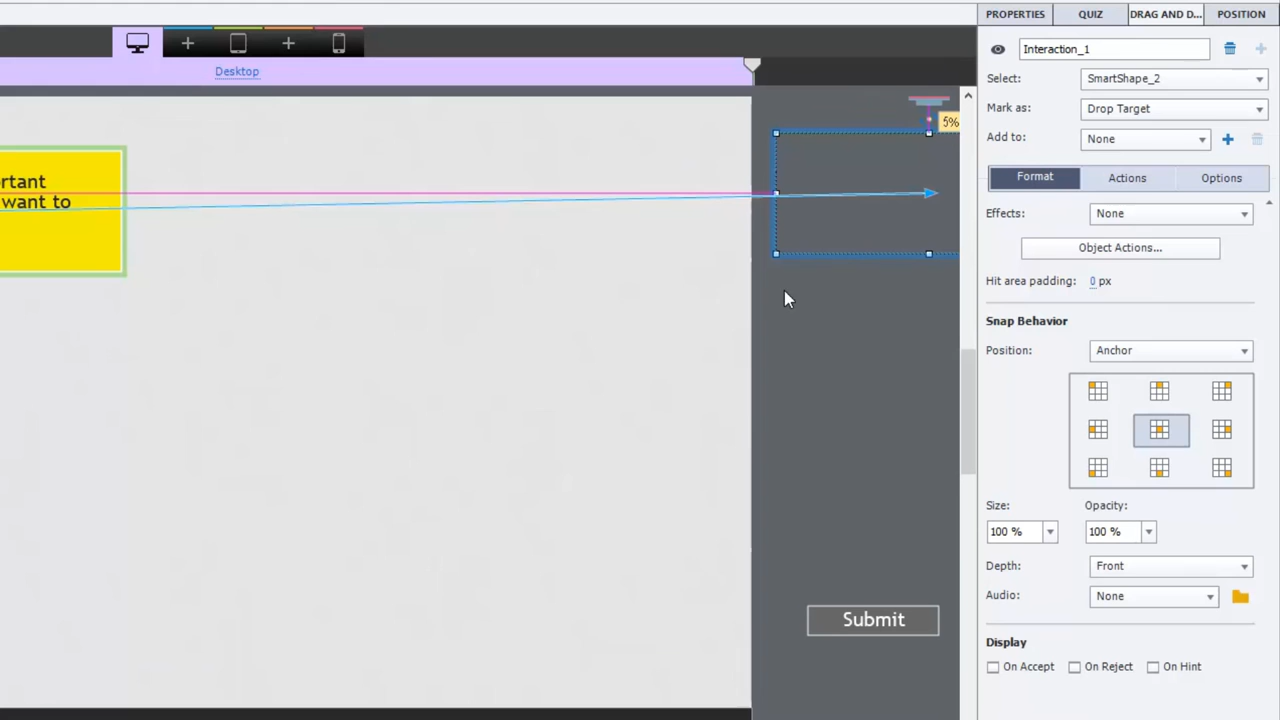 PROPERTIES QUIZ DRAG AND D... POSITION
Interaction_1
Desktop
Select: SmartShape_2
Mark as: Drop Target
5%
Add to: None
Format Actions Options
rtant
want to
Effects: None
Object Actions...
Hit area padding: 0 px
Snap Behavior
Position: Anchor
Size: Opacity:
100 % 100 %
Depth: Front
Audio: None
Submit
Display
On Accept On Reject On Hint